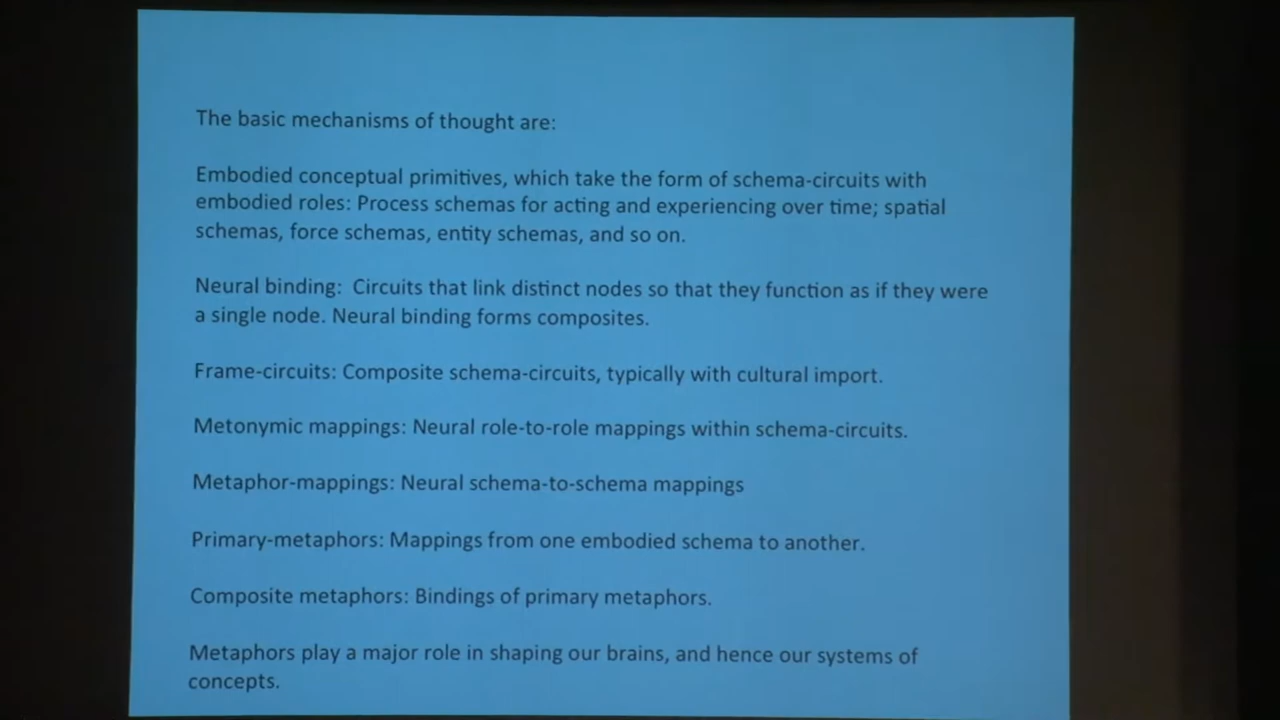 The basic mechanisms of thought are:
Embodied conceptual primitives, which take the form of schema-circuits with
embodied roles: Process schemas for acting and experiencing over time; spatial
schemas, force schemas, entity schemas, and so on.
Neural binding:  Circuits that link distinct nodes so that they function as if they were
a single node. Neural binding forms composites.
Frame-circuits: Composite schema-circuits, typically with cultural import.
Metonymic mappings: Neural role-to-role mappings within schema-circuits.
Metaphor-mappings: Neural schema-to-schema mappings
Primary-metaphors: Mappings from one embodied schema to another.
Composite metaphors: Bindings of primary metaphors.
Metaphors play a major role in shaping our brains, and hence our systems of
concepts.